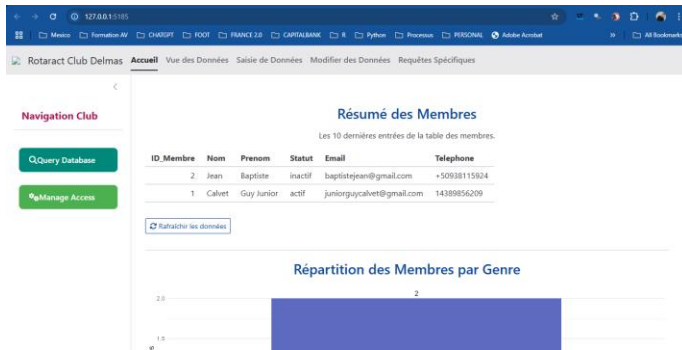 127.0.0.1:5185
Mexico Formation AV CHATGPT FOOT FRANCE 2.0 CAPITALBANK R Python Processus PERSONAL Adobe Acrobat » All Bookmarks
Rotaract Club Delmas Accueil Vue des Données Saisie de Données Modifier des Données Requêtes Spécifiques
Navigation Club
Query Database
Manage Access
Résumé des Membres
Les 10 dernières entrées de la table des membres.
ID_Membre Nom Prenom Statut Email Telephone
2 Jean Baptiste inactif baptistejean@gmail.com +50938115924
1 Calvet Guy Junior actif juniorguycalvet@gmail.com 14389856209
Rafraîchir les données
Répartition des Membres par Genre
2
2.0
1.5